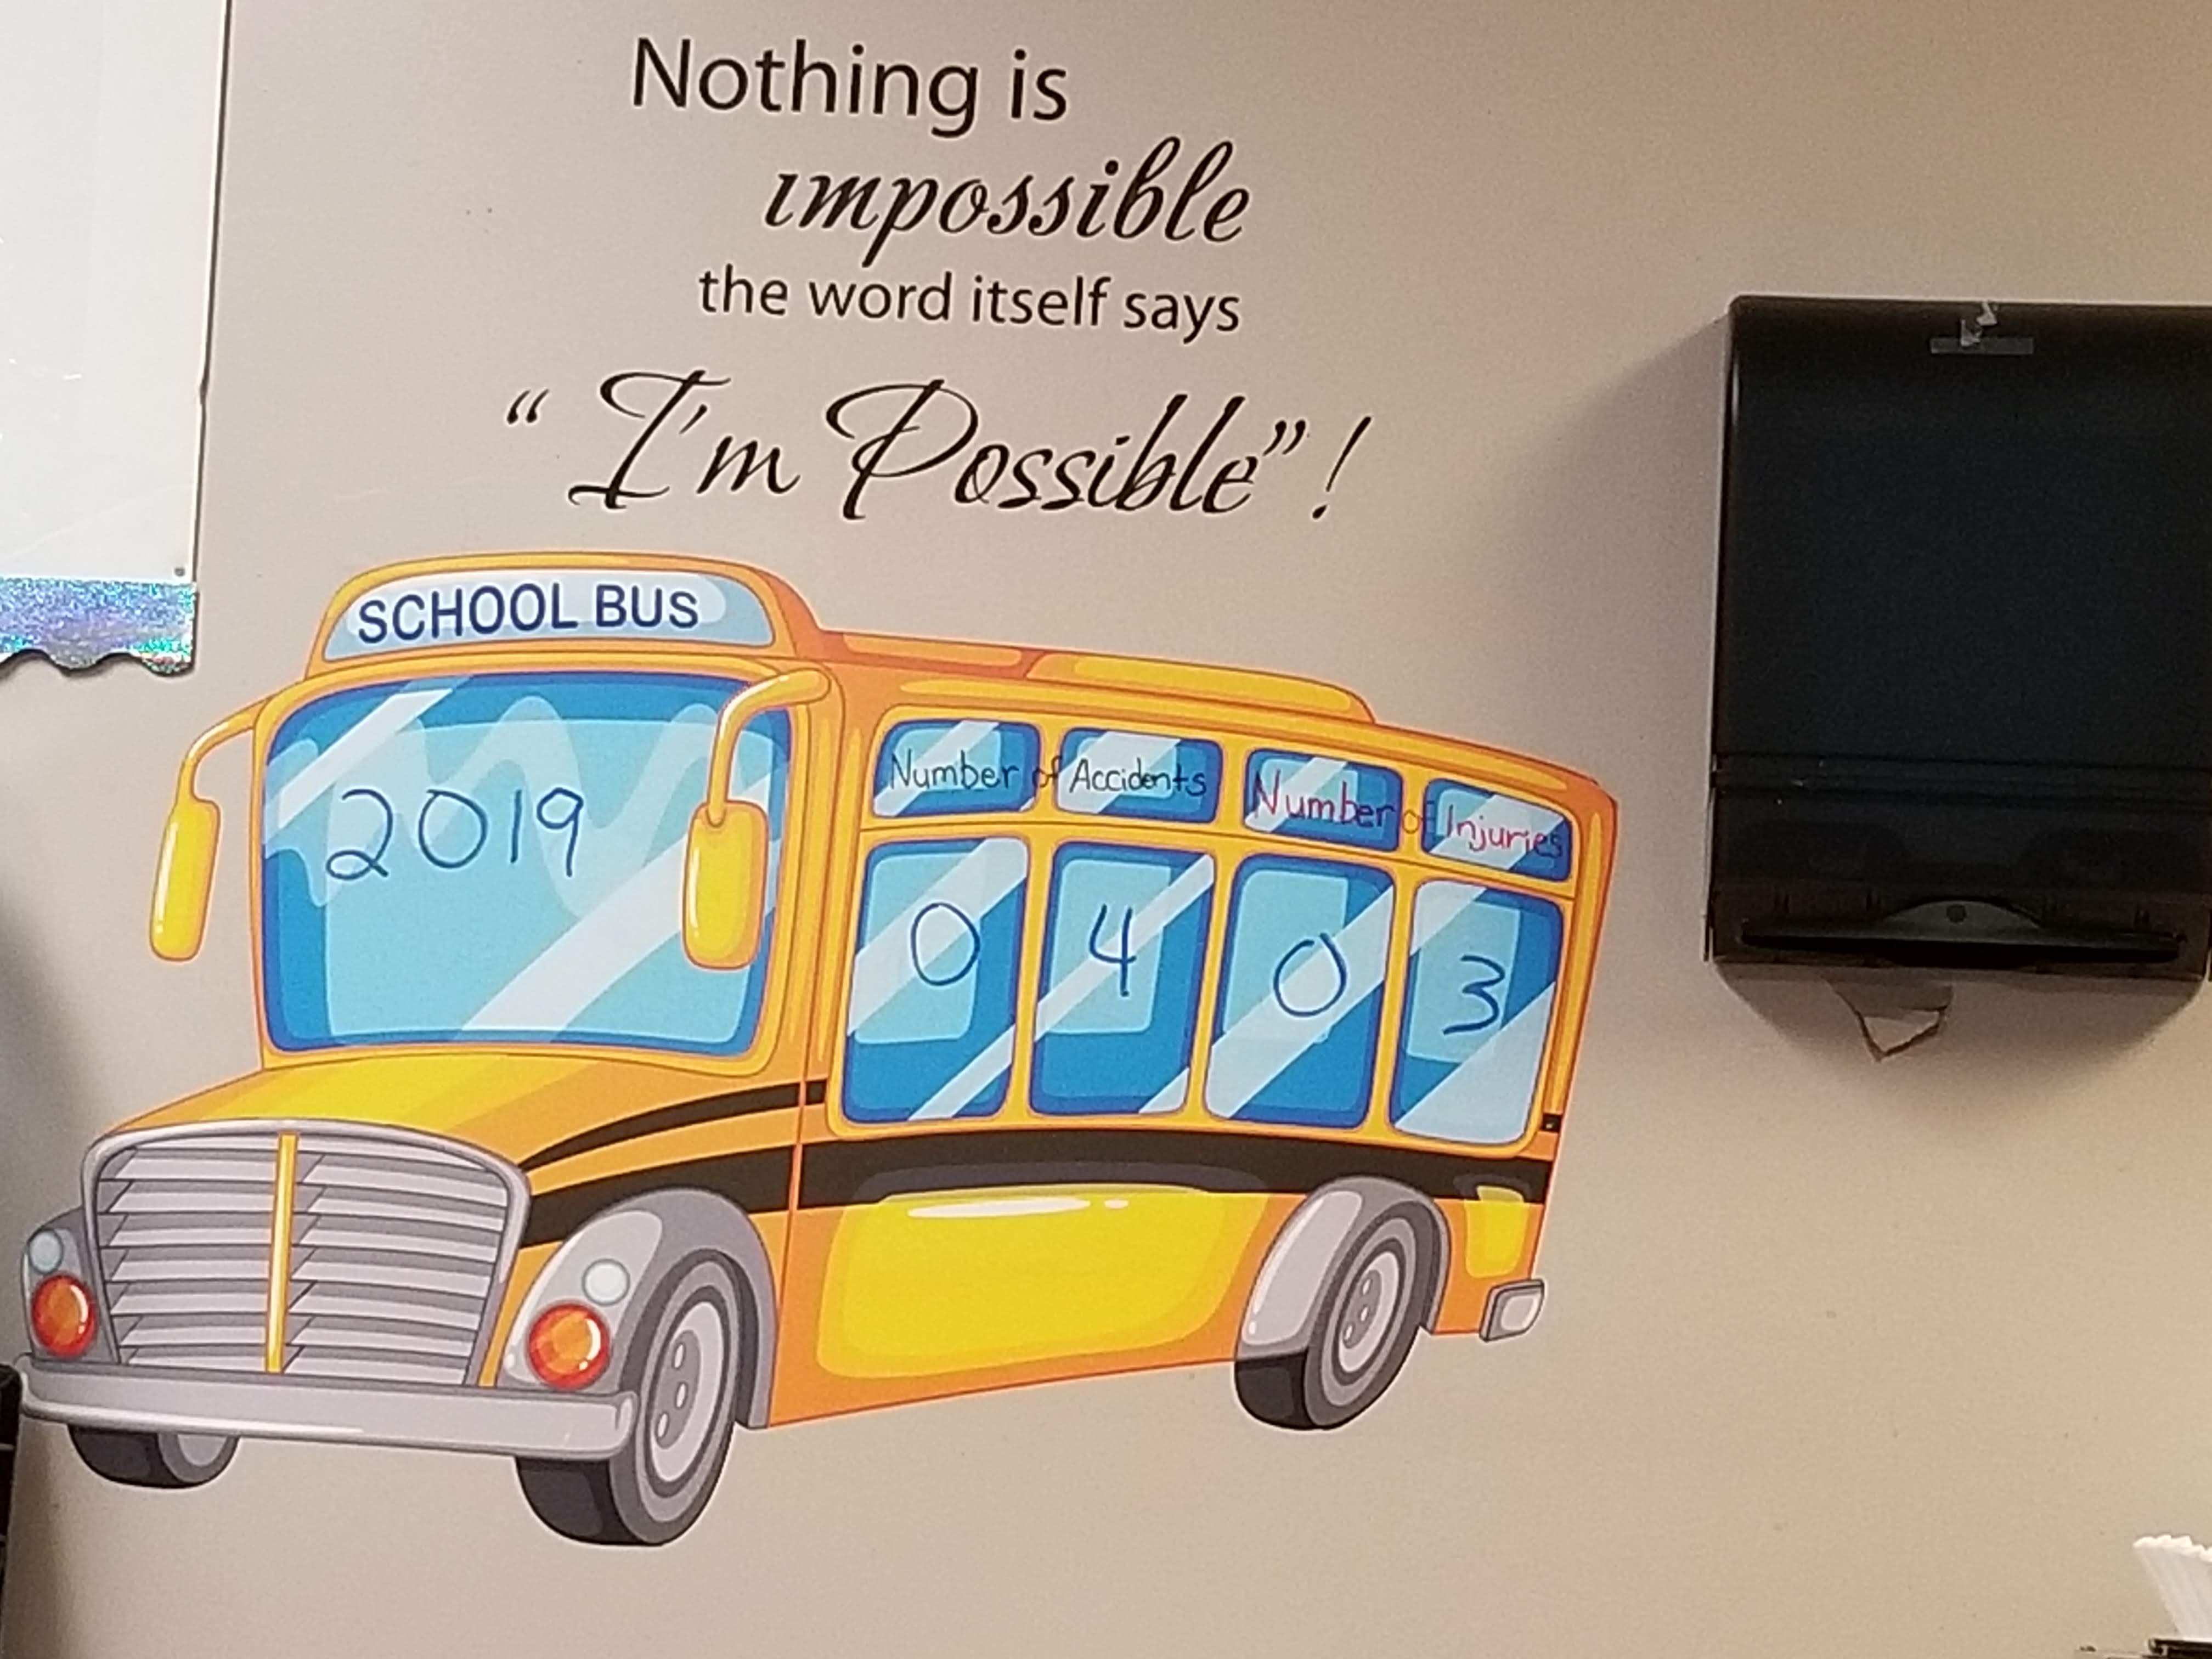 Nothing is
impossible
the word itself says
“I'm Possible”!
SCHOOL BUS
2019
Number of Accidents
Number of Injuries
0 4 0 3